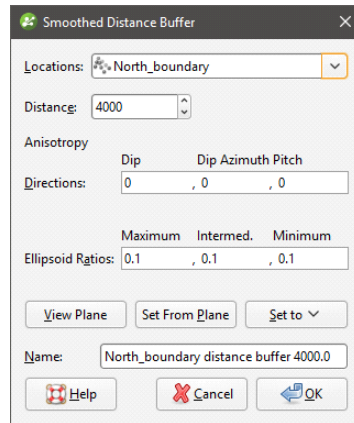 Smoothed Distance Buffer
Locations: North_boundary
Distance: 4000
Anisotropy
Dip Dip Azimuth Pitch
Directions: 0 , 0 , 0
Maximum Intermed. Minimum
Ellipsoid Ratios: 0.1 , 0.1 , 0.1
View Plane Set From Plane Set to
Name: North_boundary distance buffer 4000.0
Help Cancel OK